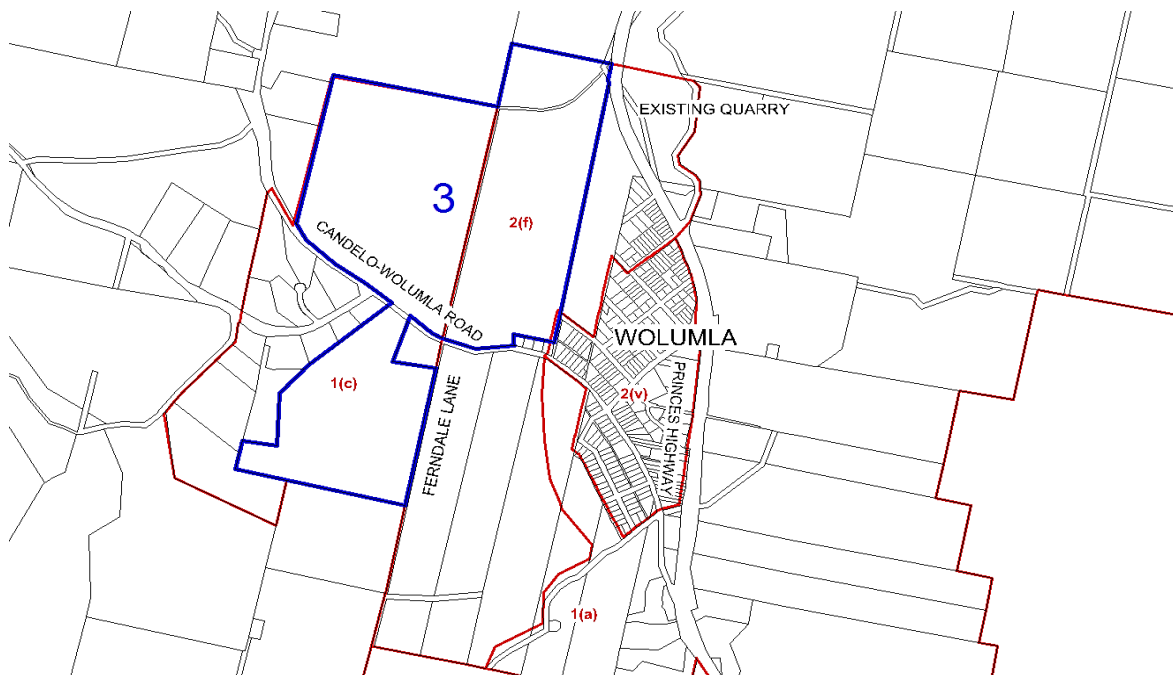 EXISTING QUARRY
3
2(f)
CANDELO-WOLUMLA ROAD
WOLUMLA
1(c)
2(v)
PRINCES HIGHWAY
FERNDALE LANE
1(a)